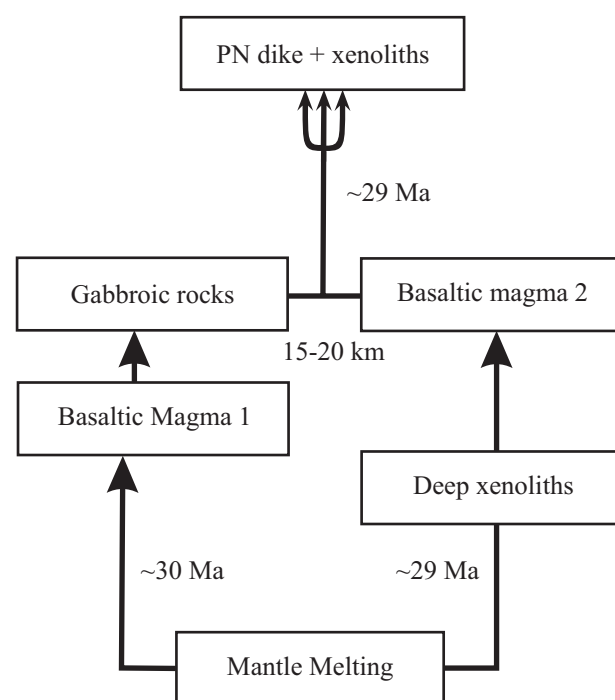 PN dike + xenoliths
~29 Ma
Gabbroic rocks
Basaltic magma 2
15-20 km
Basaltic Magma 1
Deep xenoliths
~30 Ma
~29 Ma
Mantle Melting